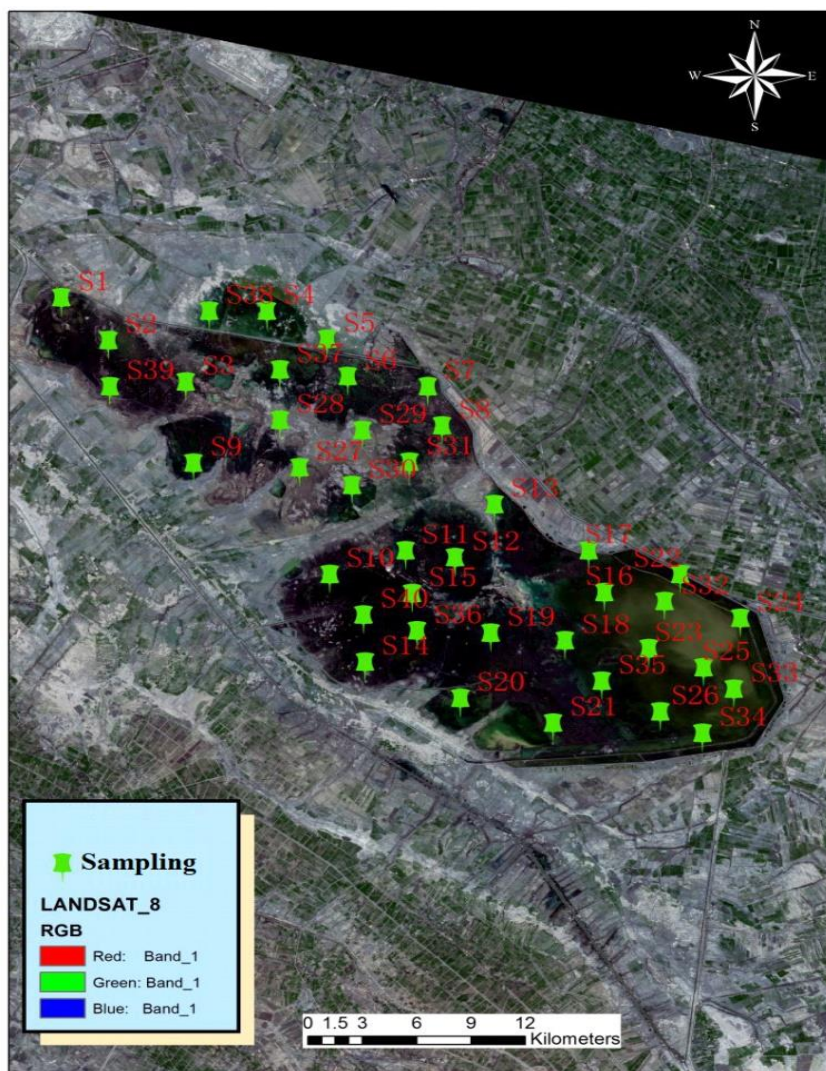 N
W E
S
S1
S38 S4
S2
S5
S37
S6
S39
S3
S7
S28
S29
S8
S9
S27
S31
S30
S13
S11
S12
S17
S10
S15
S16
S22
S32
S40
S36
S19
S18
S24
S14
S23
S35
S25
S20
S26
S33
S21
S34
Sampling
LANDSAT_8
RGB
Red: Band_1
Green: Band_1
Blue: Band_1
0 1.5 3 6 9 12
Kilometers